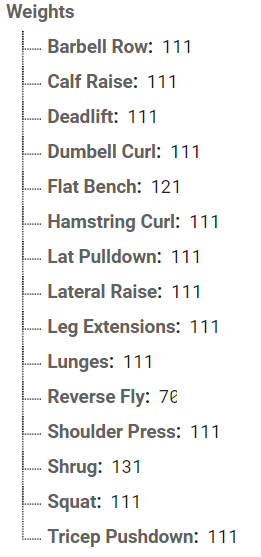 Weights
Barbell Row: 111
Calf Raise: 111
Deadlift: 111
Dumbell Curl: 111
Flat Bench: 121
Hamstring Curl: 111
Lat Pulldown: 111
Lateral Raise: 111
Leg Extensions: 111
Lunges: 111
Reverse Fly:
Shoulder Press: 111
Shrug: 131
Squat: 111
Tricep Pushdown: 111